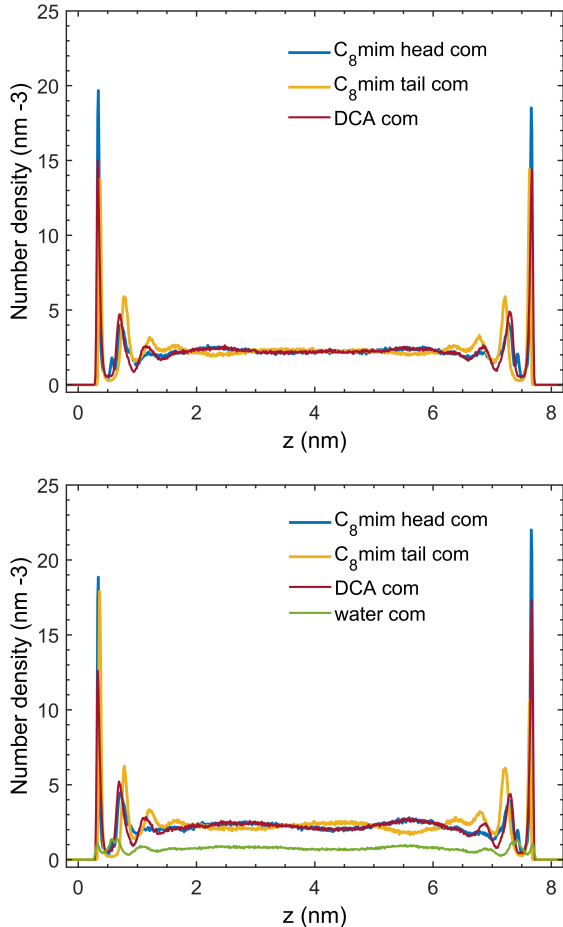 25
20
15
10
5
0
Number density (nm -3)
C8mim head com
C8mim tail com
DCA com
0 2 4 6 8
z (nm)
25
20
15
10
5
0
Number density (nm -3)
C8mim head com
C8mim tail com
DCA com
water com
0 2 4 6 8
z (nm)